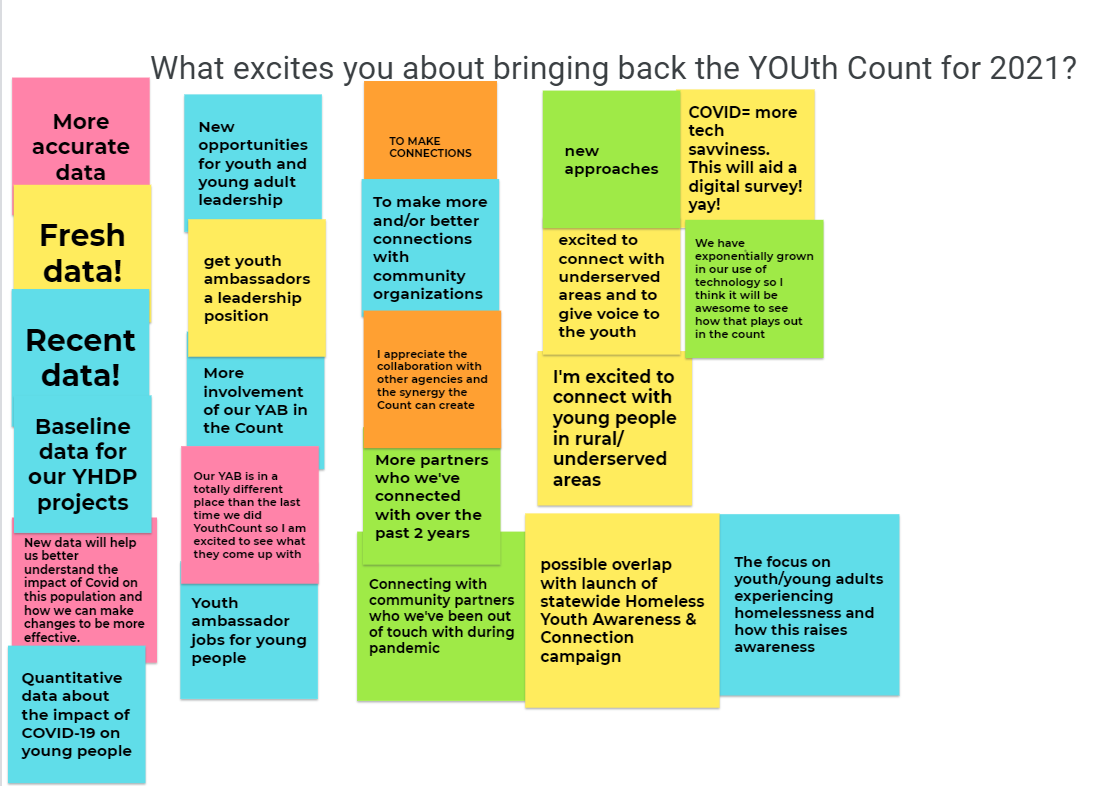 What excites you about bringing back the YOUth Count for 2021?
More
accurate
data
Fresh
data!
Recent
data!
Baseline
data for
our YHDP
projects
New data will help
us better
understand the
impact of Covid on
this population and
how we can make
changes to be more
effective.
Quantitative
data about
the impact of
COVID-19 on
young people
New
opportunities
for youth and
young adult
leadership
get youth
ambassadors
a leadership
position
More
involvement
of our YAB in
the Count
Our YAB is in a
totally different
place than the last
time we did
YouthCount so I am
excited to see what
they come up with
Youth
ambassador
jobs for young
people
TO MAKE
CONNECTIONS
To make more
and/or better
connections
with
community
organizations
I appreciate the
collaboration with
other agencies and
the synergy the
Count can create
More partners
who we've
connected
with over the
past 2 years
Connecting with
community partners
who we've been out
of touch with during
pandemic
new
approaches
excited to
connect with
underserved
areas and to
give voice to
the youth
I'm excited to
connect with
young people
in rural/
underserved
areas
possible overlap
with launch of
statewide Homeless
Youth Awareness &
Connection
campaign
COVID= more
tech
savviness.
This will aid a
digital survey!
yay!
We have
exponentially grown
in our use of
technology so I
think it will be
awesome to see
how that plays out
in the count
The focus on
youth/young adults
experiencing
homelessness and
how this raises
awareness